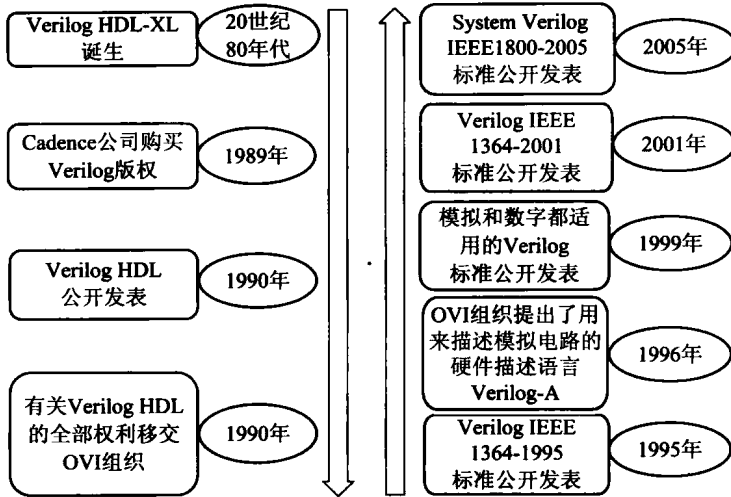 Verilog HDL-XL
诞生
20世纪
80年代
Cadence公司购买
Verilog版权
1989年
Verilog HDL
公开发表
1990年
有关Verilog HDL
的全部权利移交
OVI组织
1990年
System Verilog
IEEE1800-2005
标准公开发表
2005年
Verilog IEEE
1364-2001
标准公开发表
2001年
模拟和数字都适
用的Verilog
标准公开发表
1999年
OVI组织提出了用
来描述模拟电路的
硬件描述语言
Verilog-A
1996年
Verilog IEEE
1364-1995
标准公开发表
1995年